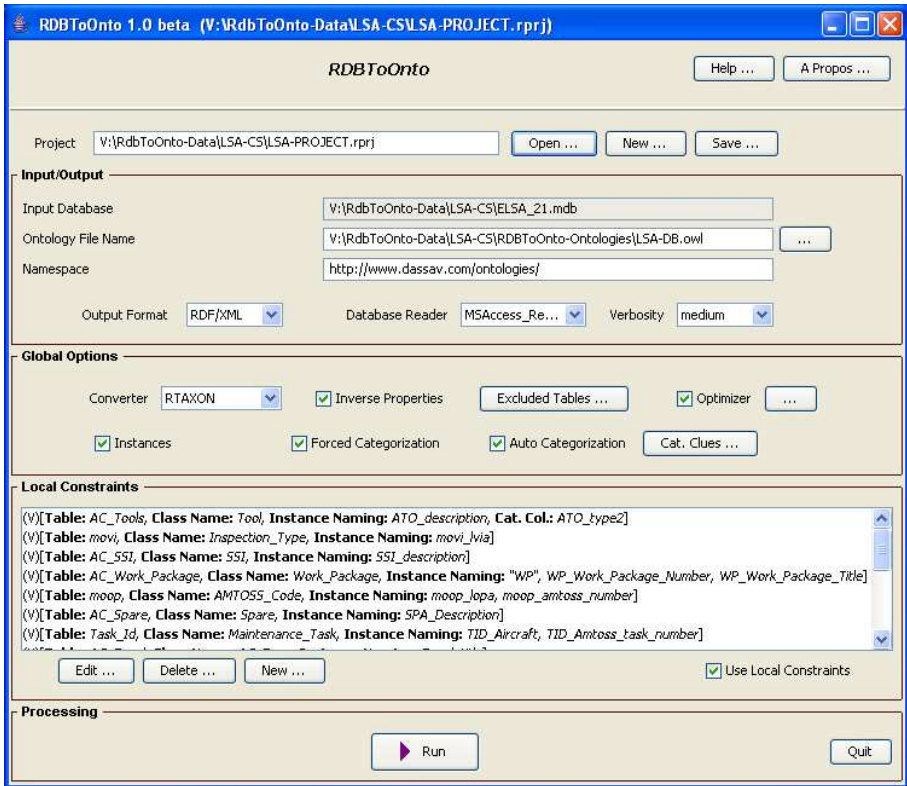 RDBToOnto 1.0 beta (V:\RdbToOnto-Data\LSA-CS\LSA-PROJECT.rprj)
RDBToOnto Help ... A Propos ...
Project V:\RdbToOnto-Data\LSA-CS\LSA-PROJECT.rprj Open ... New ... Save ...
Input/Output
Input Database V:\RdbToOnto-Data\LSA-CS\ELSA_21.mdb
Ontology File Name V:\RdbToOnto-Data\LSA-CS\RDBToOnto-Ontologies\LSA-DB.owl ...
Namespace http://www.dassav.com/ontologies/
Output Format RDF/XML Database Reader MSAccess_Re... Verbosity medium
Global Options
Converter RTAXON Inverse Properties Excluded Tables ... Optimizer ...
Instances Forced Categorization Auto Categorization Cat. Clues ...
Local Constraints
(V)[Table: AC_Tools, Class Name: Tool, Instance Naming: ATO_description, Cat. Col.: ATO_type2]
(V)[Table: movi, Class Name: Inspection_Type, Instance Naming: movi_lvia]
(V)[Table: AC_SSI, Class Name: SSI, Instance Naming: SSI_description]
(V)[Table: AC_Work_Package, Class Name: Work_Package, Instance Naming: "WP", WP_Work_Package_Number, WP_Work_Package_Title]
(V)[Table: moop, Class Name: AMTOSS_Code, Instance Naming: moop_lopa, moop_amtoss_number]
(V)[Table: AC_Spare, Class Name: Spare, Instance Naming: SPA_Description]
(V)[Table: Task_Id, Class Name: Maintenance_Task, Instance Naming: TID_Aircraft, TID_Amtoss_task_number]
Edit ... Delete ... New ... Use Local Constraints
Processing
Run Quit